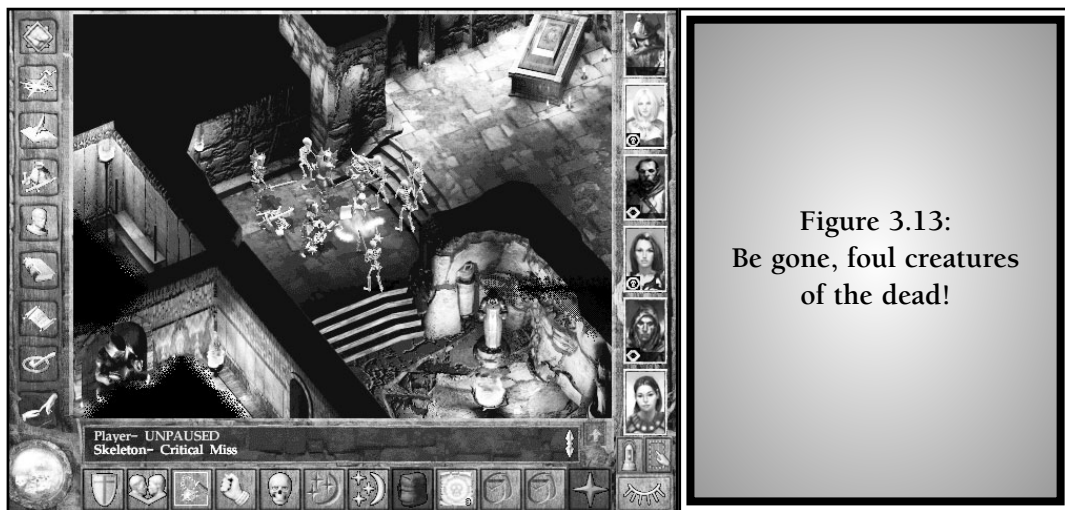 Player- UNPAUSED
Skeleton- Critical Miss
Figure 3.13:
Be gone, foul creatures
of the dead!